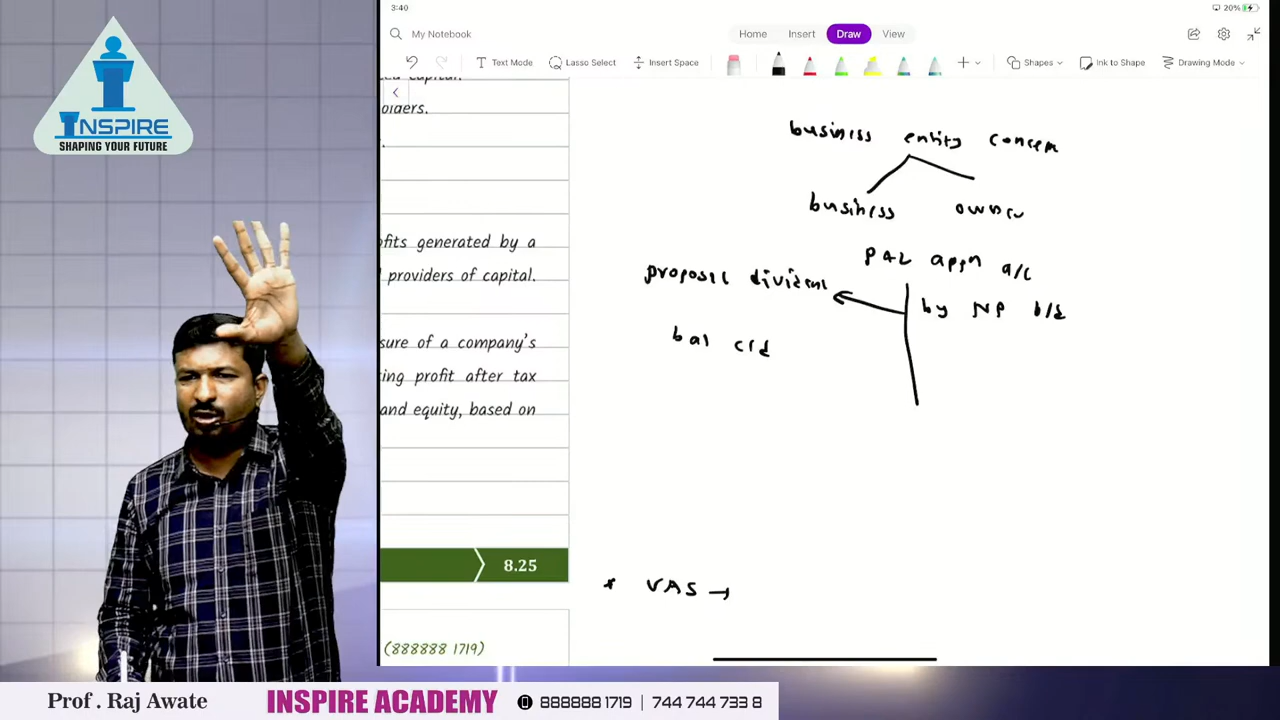 INSPIRE
SHAPING YOUR FUTURE
3:40
20%
My Notebook
Home Insert Draw View
Text Mode Lasso Select Insert Space Shapes Ink to Shape Drawing Mode
olders.
ofits generated by a
l providers of capital.
sure of a company's
ing profit after tax
and equity, based on
8.25
(888888 1719)
business entity concern
business owner
P&L appn a/c
proposal dividend
by NP b/d
bal c/d
* VAS →
Prof . Raj Awate INSPIRE ACADEMY 888888 1719 | 744 744 733 8